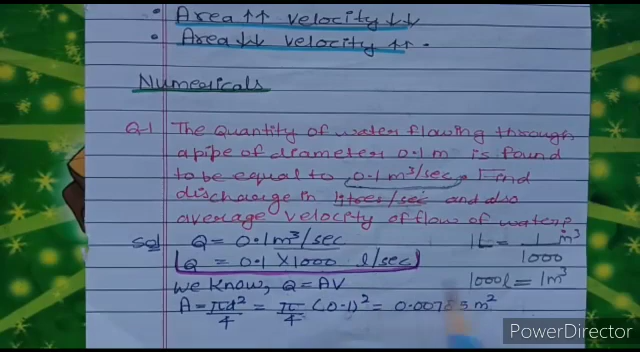 • Area ↑↑ velocity ↓↓
• Area ↓↓ velocity ↑↑.
Numericals
Q-1 The Quantity of water flowing through
a pipe of diameter 0.1 m is found
to be equal to 0.1 m³/sec. Find
discharge in litres/sec and also
average velocity of flow of water?
Sol Q = 0.1 m³/sec
Q = 0.1 × 1000 l/sec
1L = 1/1000 m³
we know, Q = AV
1000l = 1m³
A = πd²/4 = π/4 (0.1)² = 0.00785 m²
PowerDirector